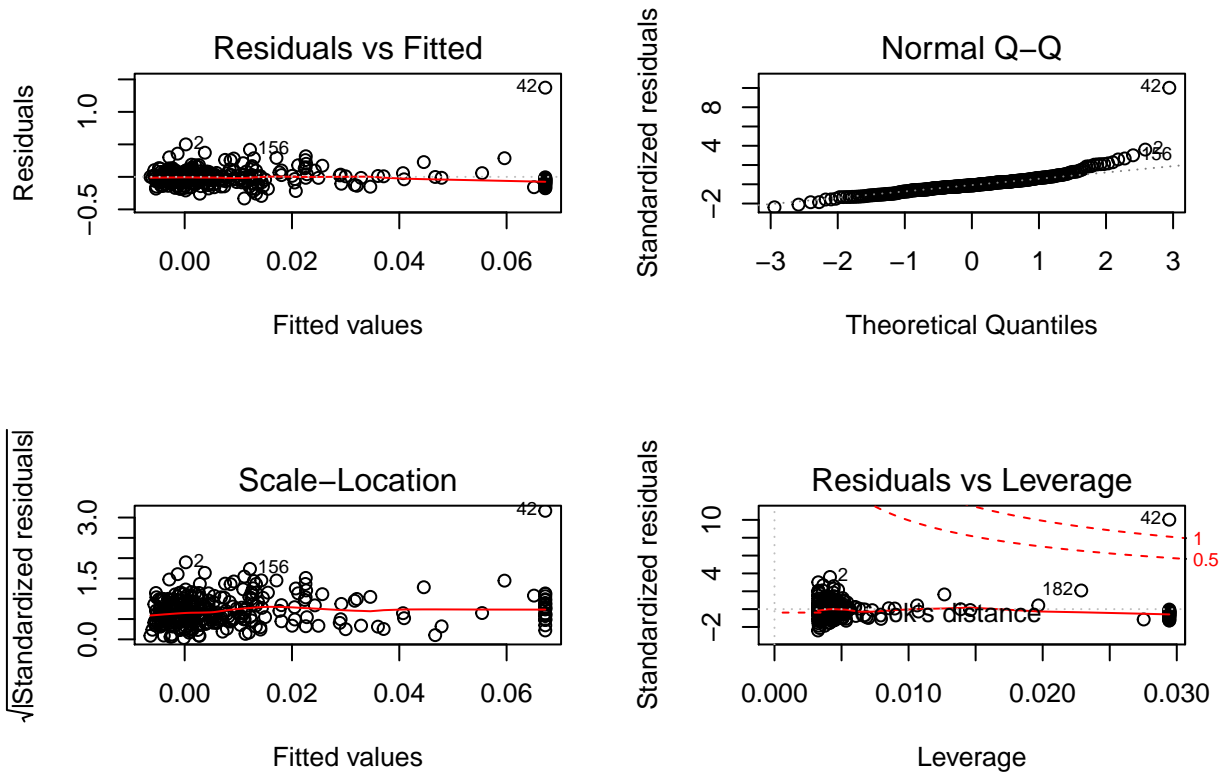 Residuals vs Fitted
Residuals
−0.5 1.0
42
2
156
0.00 0.02 0.04 0.06
Fitted values
Normal Q−Q
Standardized residuals
−2 4 8
42
2
156
−3 −2 −1 0 1 2 3
Theoretical Quantiles
Scale−Location
√|Standardized residuals|
0.0 1.5 3.0
42
2
156
0.00 0.02 0.04 0.06
Fitted values
Residuals vs Leverage
Standardized residuals
−2 4 10
42
1
0.5
2
182
Cook's distance
0.000 0.010 0.020 0.030
Leverage